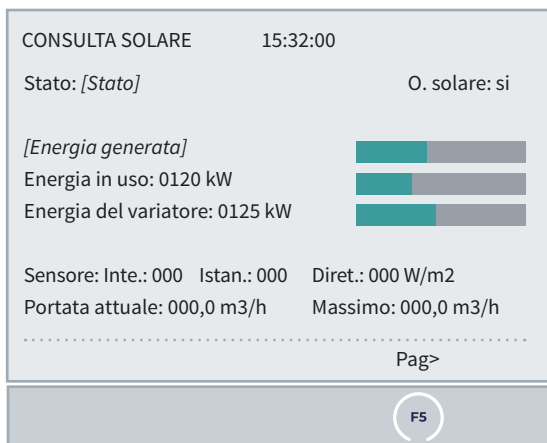 CONSULTA SOLARE 15:32:00
Stato: [Stato] O. solare: si
[Energia generata]
Energia in uso: 0120 kW
Energia del variatore: 0125 kW
Sensore: Inte.: 000 Istan.: 000 Diret.: 000 W/m2
Portata attuale: 000,0 m3/h Massimo: 000,0 m3/h
Pag>
F5